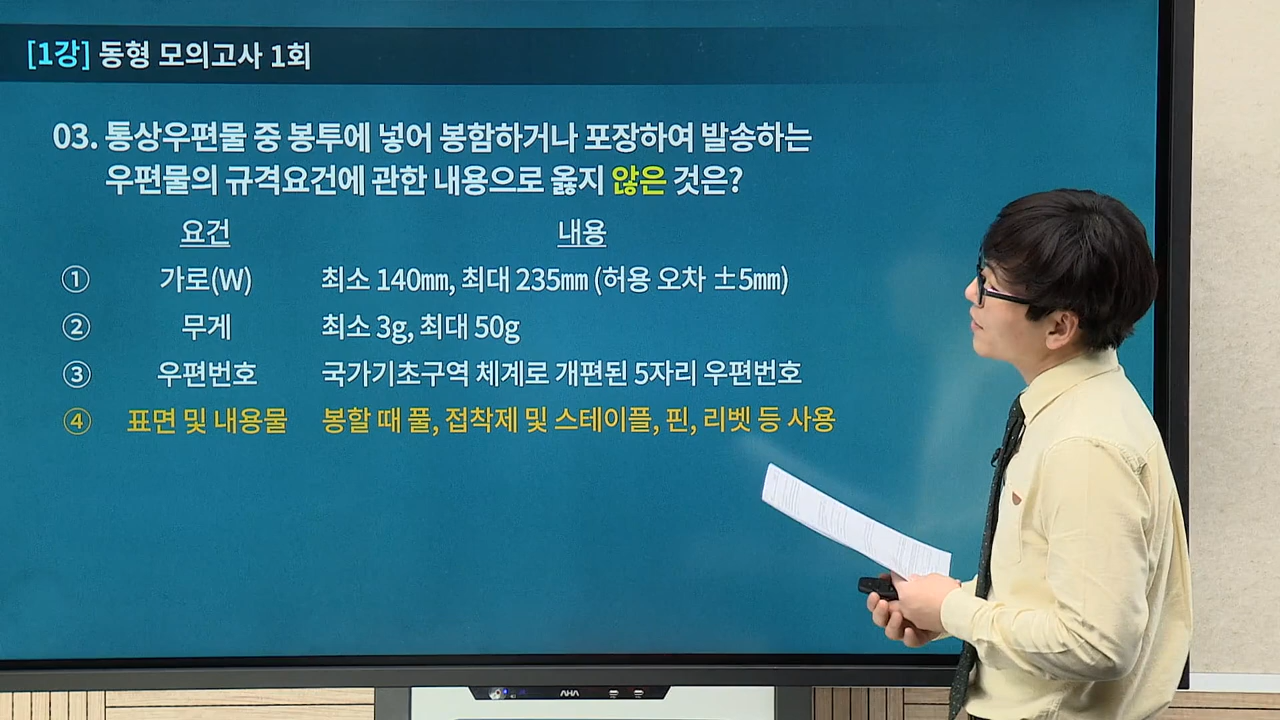 [1강] 동형 모의고사 1회
03. 통상우편물 중 봉투에 넣어 봉함하거나 포장하여 발송하는
우편물의 규격요건에 관한 내용으로 옳지 않은 것은?
요건 내용
① 가로(W) 최소 140㎜, 최대 235㎜ (허용 오차 ±5㎜)
② 무게 최소 3g, 최대 50g
③ 우편번호 국가기초구역 체계로 개편된 5자리 우편번호
④ 표면 및 내용물 봉할 때 풀, 접착제 및 스테이플, 핀, 리벳 등 사용
AHA